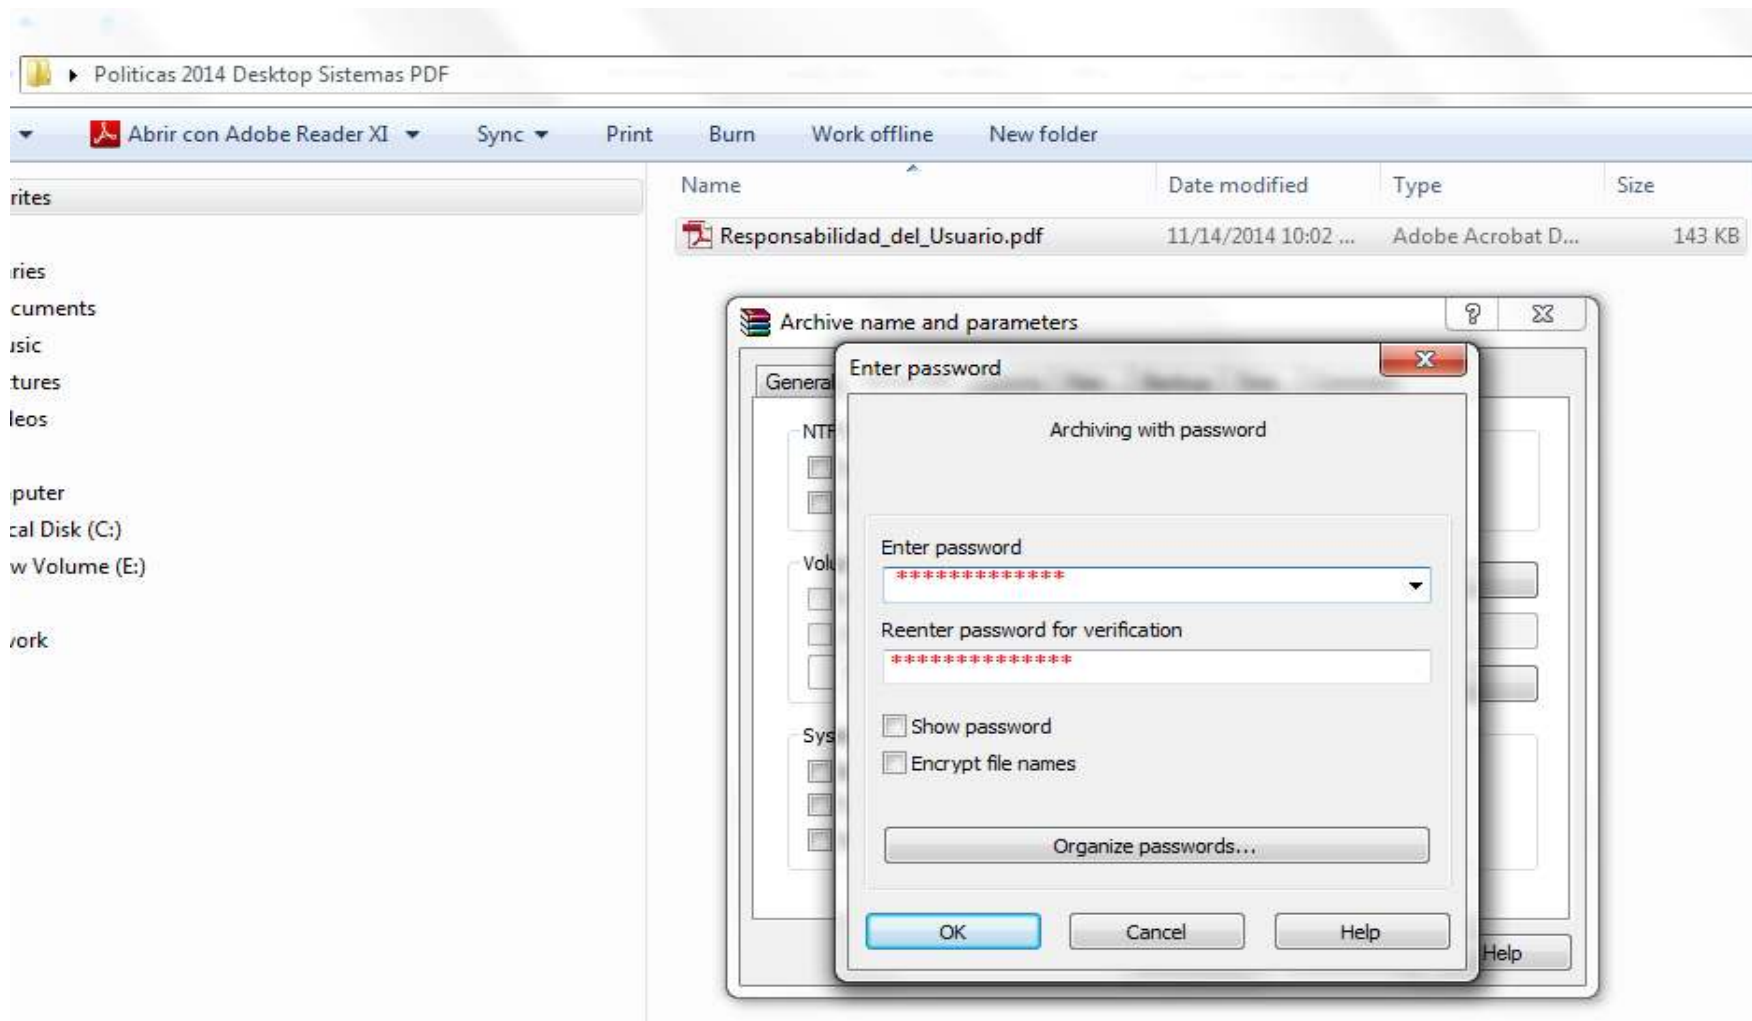 Politicas 2014 Desktop Sistemas PDF
Abrir con Adobe Reader XI Sync Print Burn Work offline New folder
Name Date modified Type Size
rites
Responsabilidad_del_Usuario.pdf 11/14/2014 10:02 ... Adobe Acrobat D... 143 KB
ries
cuments
usic
tures
leos
puter
cal Disk (C:)
w Volume (E:)
vork
Archive name and parameters
Enter password
General
NTF
Archiving with password
Enter password
Volu
*************
Reenter password for verification
**************
Show password
Sys
Encrypt file names
Organize passwords...
OK Cancel Help
Help